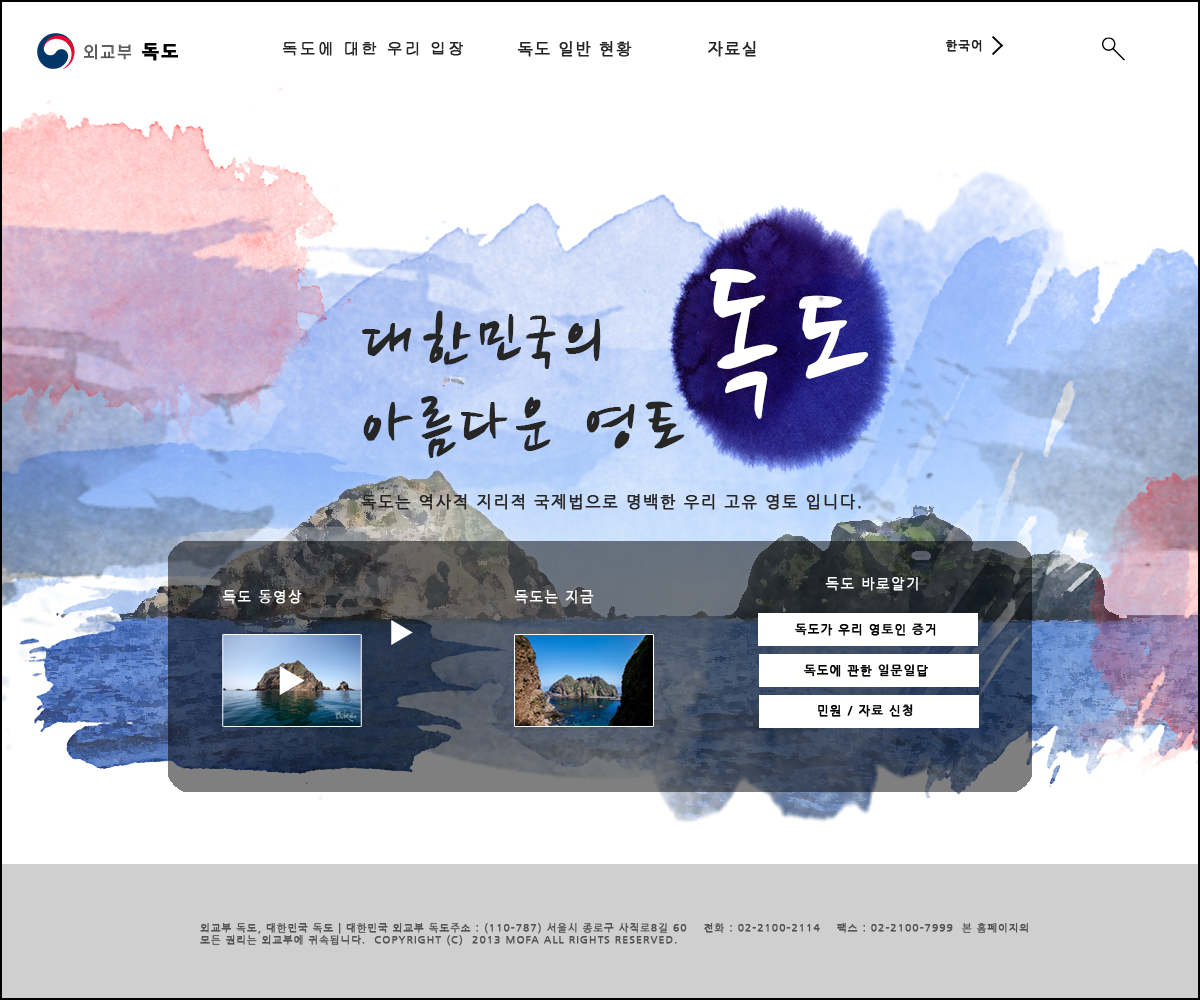 외교부 독도
독도에 대한 우리 입장
독도 일반 현황
자료실
한국어
대한민국의
아름다운 영토
독도
독도는 역사적 지리적 국제법으로 명백한 우리 고유 영토 입니다.
독도 동영상
독도는 지금
독도 바로알기
독도가 우리 영토인 증거
독도에 관한 일문일답
민원 / 자료 신청
외교부 독도, 대한민국 독도 | 대한민국 외교부 독도주소 : (110-787) 서울시 종로구 사직로8길 60 전화 : 02-2100-2114 팩스 : 02-2100-7999 본 홈페이지의
모든 권리는 외교부에 귀속됩니다. COPYRIGHT (C) 2013 MOFA ALL RIGHTS RESERVED.